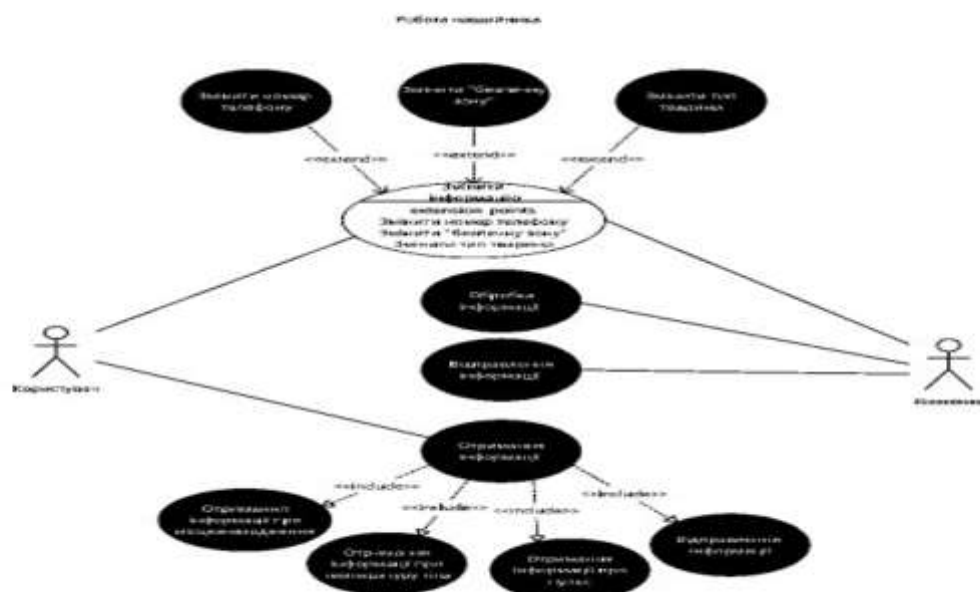 Робота нашийника
Змінити номер
телефону
Змінити "безпечну
зону"
Змінити тип
тварини
<<extend>>
<<extend>>
<<extend>>
Змінити
інформацію
extension points
Змінити номер телефону
Змінити "безпечну зону"
Змінити тип тварини
Обробка
інформації
Відправлення
інформації
Користувач
Отримання
інформації
<<include>>
<<include>>
<<include>>
<<include>>
Отримання
інформації про
місцезнаходження
Отримання
інформації про
температуру тіла
Отримання
інформації про
пульс
Відправлення
інформації